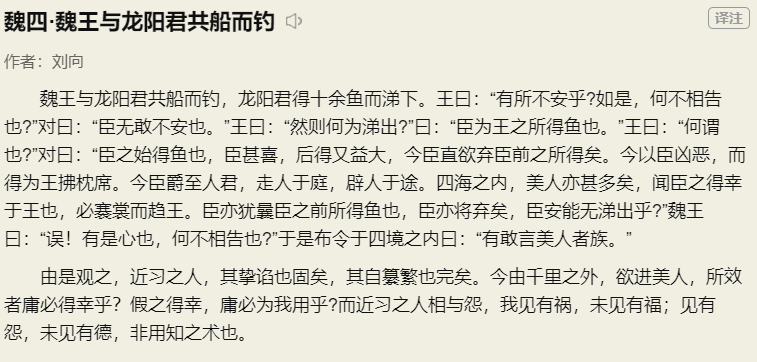 魏四·魏王与龙阳君共船而钓
译注
作者：刘向
魏王与龙阳君共船而钓，龙阳君得十余鱼而涕下。王曰：“有所不安乎?如是，何不相告
也?”对曰：“臣无敢不安也。”王曰：“然则何为涕出?”曰：“臣为王之所得鱼也。”王曰：“何谓
也?”对曰：“臣之始得鱼也，臣甚喜，后得又益大，今臣直欲弃臣前之所得矣。今以臣凶恶，而
得为王拂枕席。今臣爵至人君，走人于庭，辟人于途。四海之内，美人亦甚多矣，闻臣之得幸
于王也，必褰裳而趋王。臣亦犹曩臣之前所得鱼也，臣亦将弃矣，臣安能无涕出乎?”魏王
曰：“误！有是心也，何不相告也?”于是布令于四境之内曰：“有敢言美人者族。”
由是观之，近习之人，其挚谄也固矣，其自纂繁也完矣。今由千里之外，欲进美人，所效
者庸必得幸乎？假之得幸，庸必为我用乎?而近习之人相与怨，我见有祸，未见有福；见有
怨，未见有德，非用知之术也。